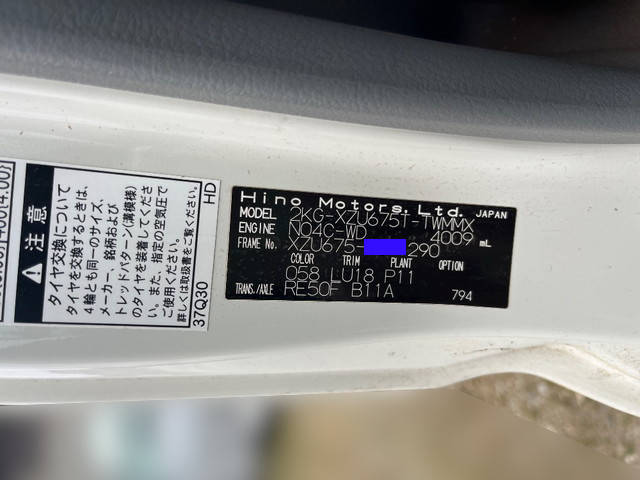 ⚠注意
タイヤ交換について
タイヤを交換するときは、
4輪とも同一のサイズ、
メーカー、銘柄および
トレッドパターン(溝模様)
のタイヤを装着してくださ
い。また、指定の空気圧で
ご使用ください。
詳しくは取扱書をご覧ください。
37Q30
HD
Hino Motors, Ltd. JAPAN
MODEL 2KG-XZU675T-TWMMX
ENGINE N04C-WD 4009 mL
FRAME No. XZU675- 290
COLOR TRIM PLANT OPTION
058 LU18 P11
TRANS./AXLE RE50F B11A 794